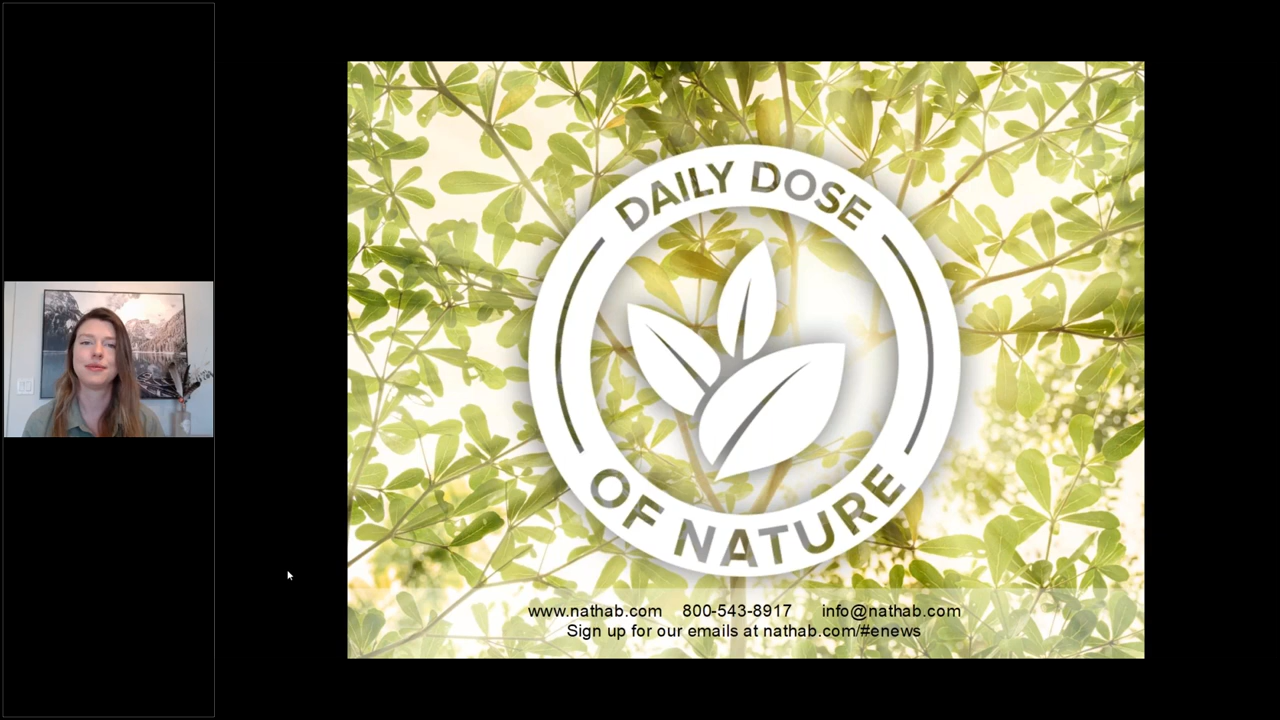 DAILY DOSE
OF NATURE
www.nathab.com 800-543-8917 info@nathab.com
Sign up for our emails at nathab.com/#enews